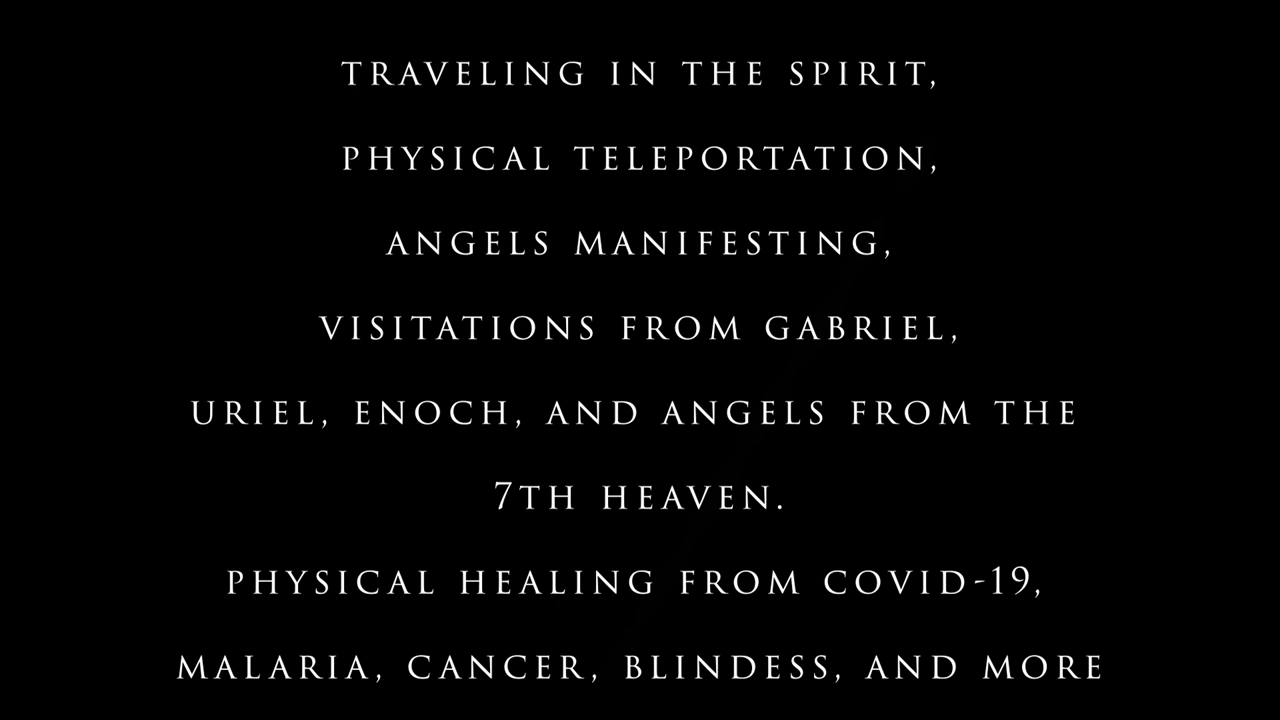 TRAVELING IN THE SPIRIT,
PHYSICAL TELEPORTATION,
ANGELS MANIFESTING,
VISITATIONS FROM GABRIEL,
URIEL, ENOCH, AND ANGELS FROM THE
7TH HEAVEN.
PHYSICAL HEALING FROM COVID-19,
MALARIA, CANCER, BLINDESS, AND MORE